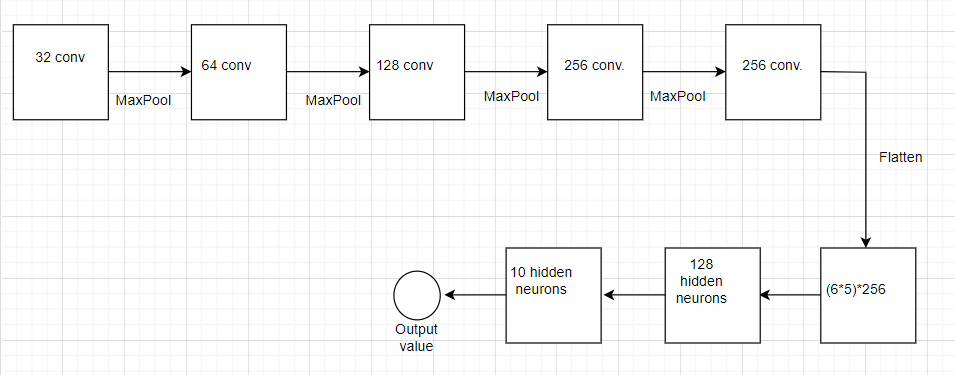 32 conv
MaxPool
64 conv
MaxPool
128 conv
MaxPool
256 conv.
MaxPool
256 conv.
Flatten
(6*5)*256
128
hidden
neurons
10 hidden
neurons
Output
value